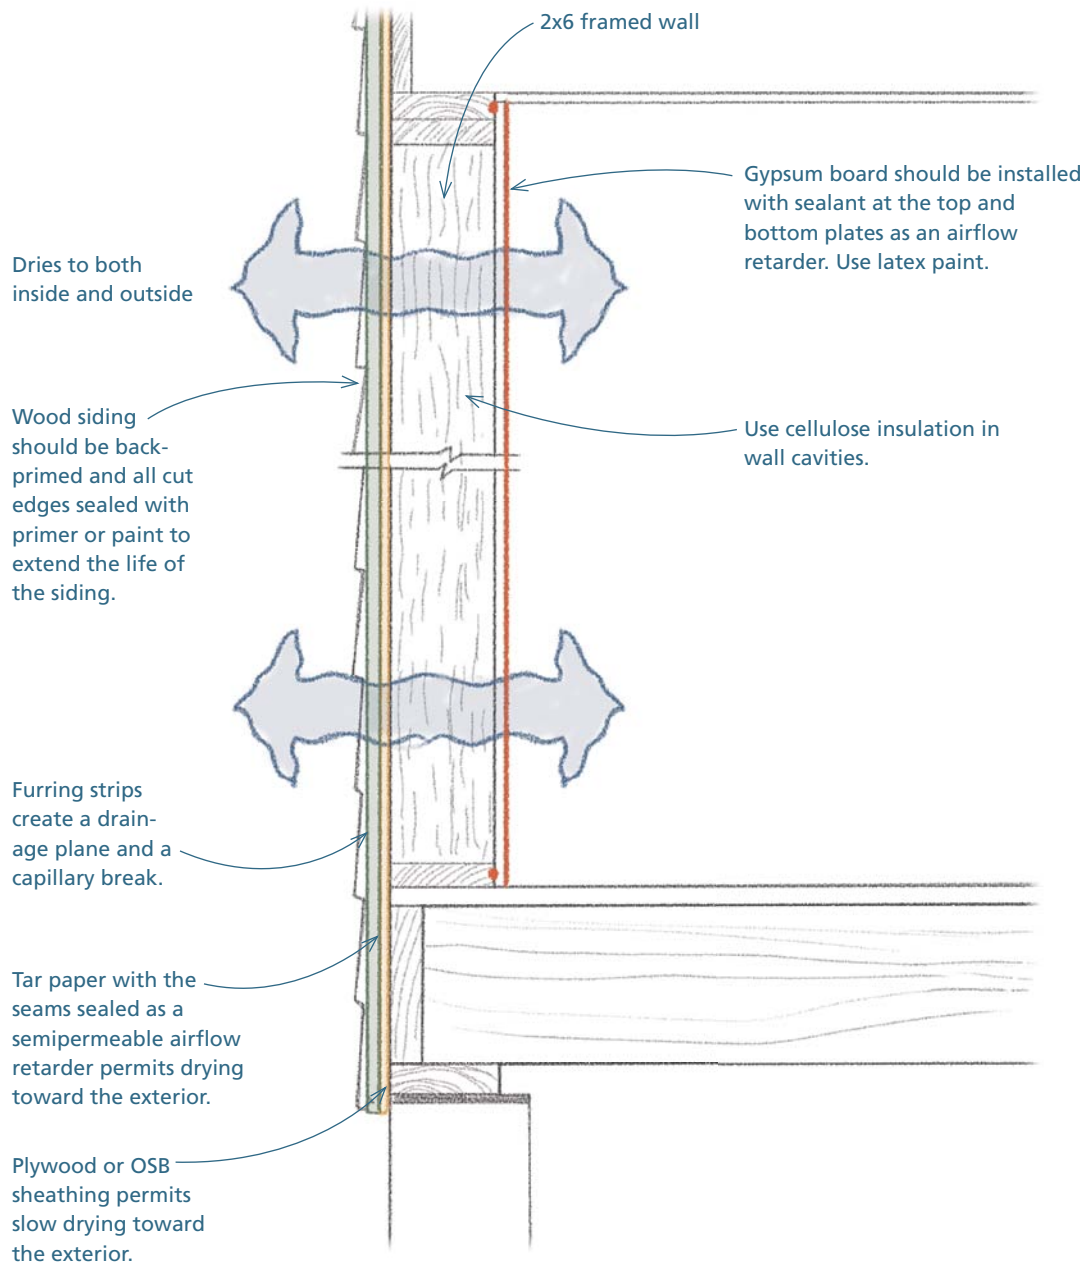 2x6 framed wall
Gypsum board should be installed
with sealant at the top and
bottom plates as an airflow
retarder. Use latex paint.
Dries to both
inside and outside
Wood siding
should be back-
primed and all cut
edges sealed with
primer or paint to
extend the life of
the siding.
Use cellulose insulation in
wall cavities.
Furring strips
create a drain-
age plane and a
capillary break.
Tar paper with the
seams sealed as a
semipermeable airflow
retarder permits drying
toward the exterior.
Plywood or OSB
sheathing permits
slow drying toward
the exterior.